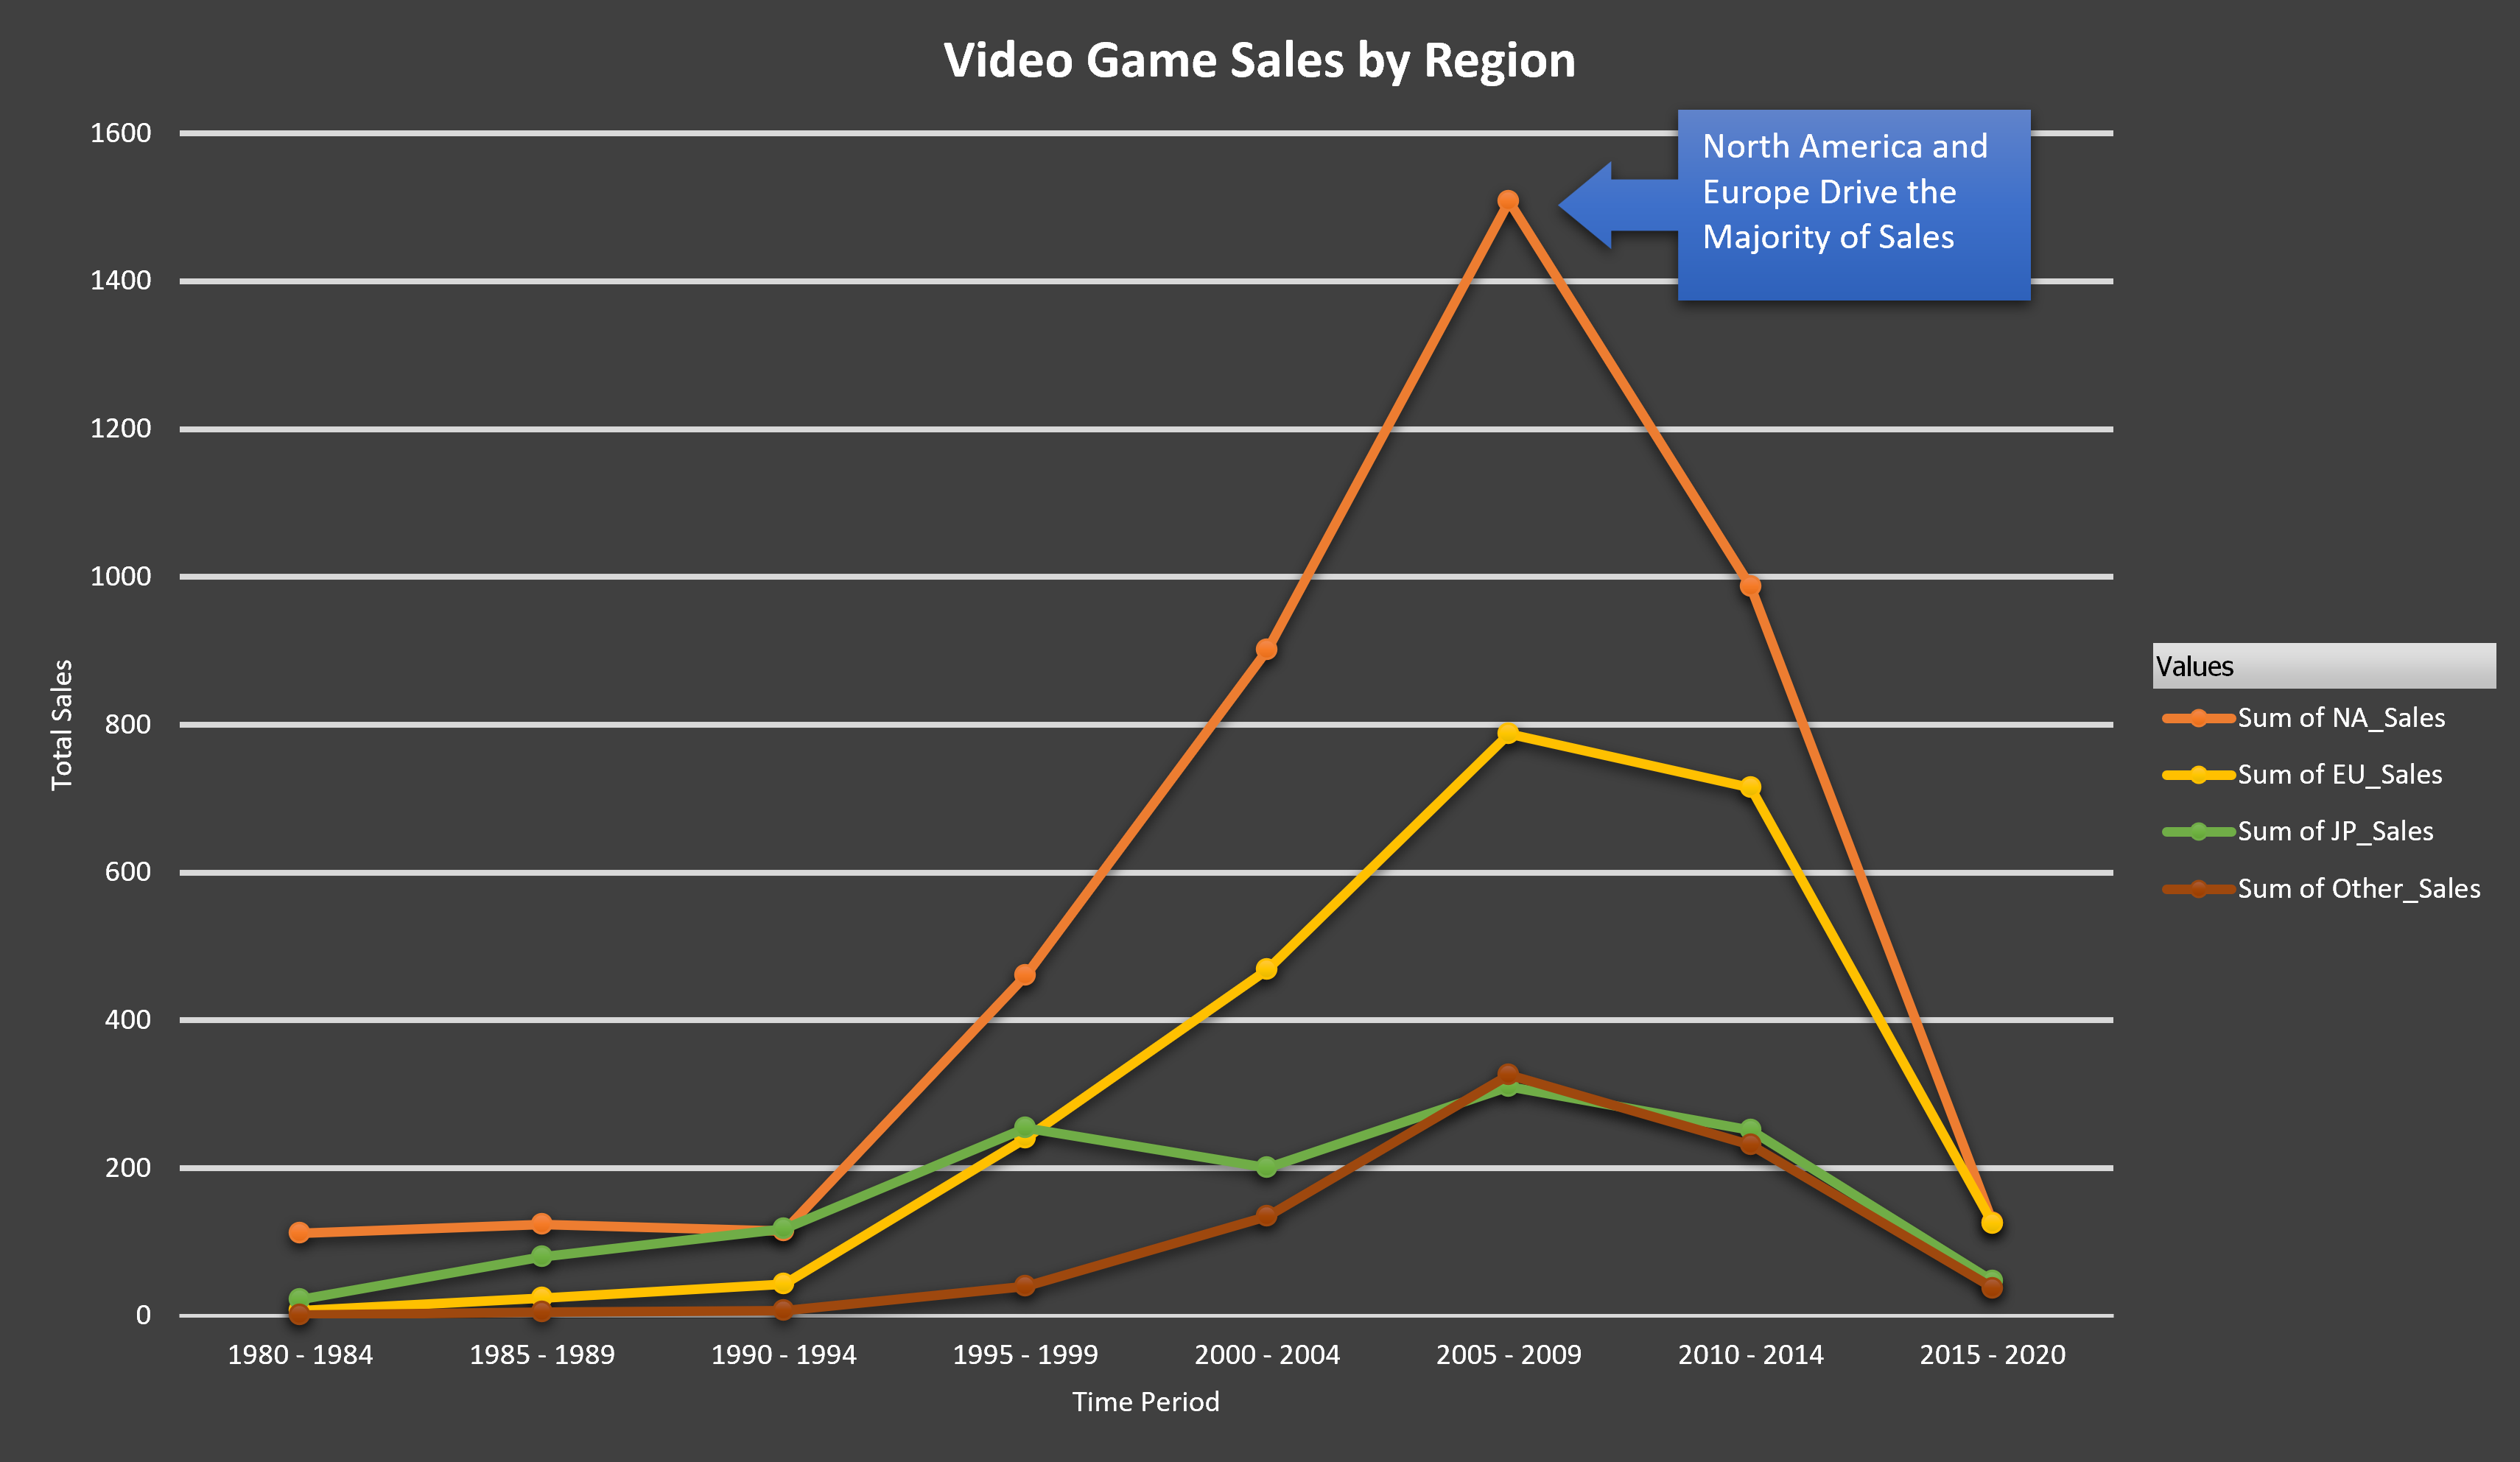 Video Game Sales by Region
North America and
Europe Drive the
Majority of Sales
1600
1400
1200
1000
800
600
400
200
0
Total Sales
1980 - 1984
1985 - 1989
1990 - 1994
1995 - 1999
2000 - 2004
2005 - 2009
2010 - 2014
2015 - 2020
Time Period
Values
Sum of NA_Sales
Sum of EU_Sales
Sum of JP_Sales
Sum of Other_Sales